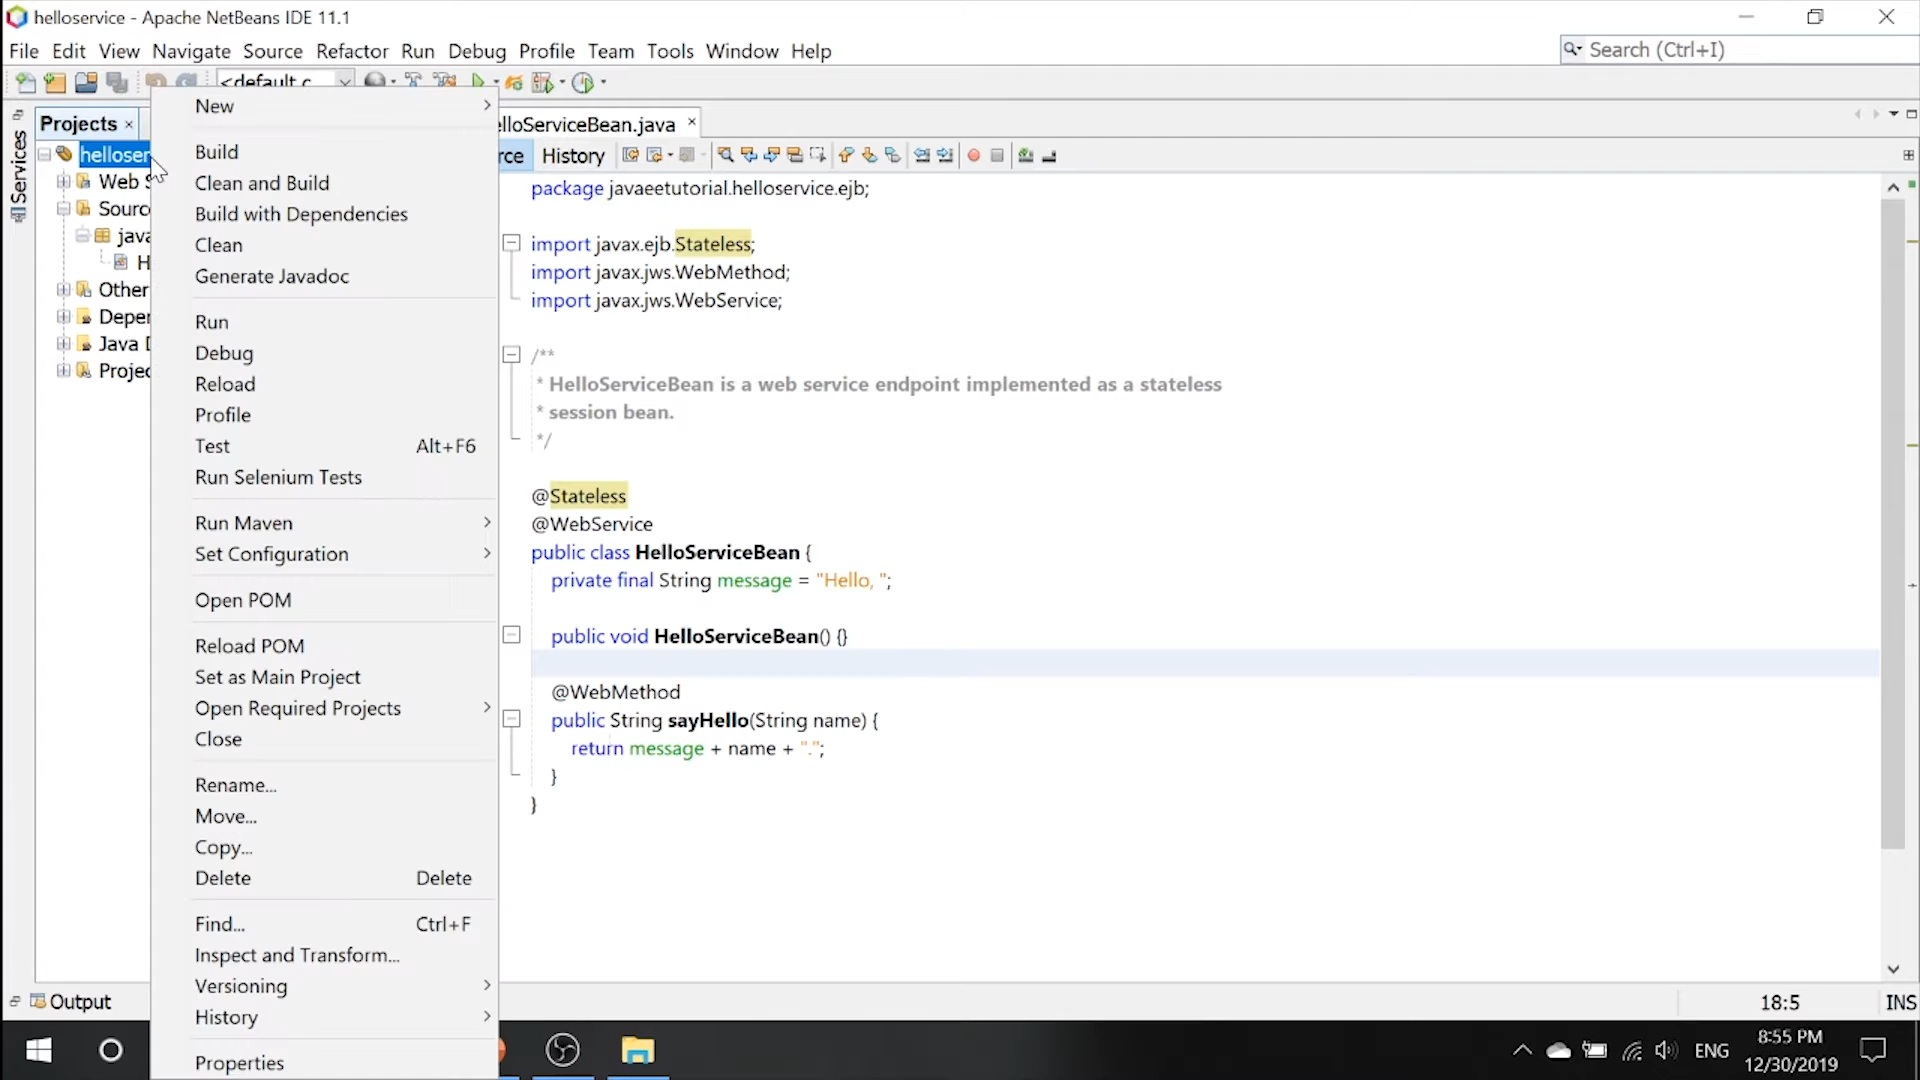 helloservice - Apache NetBeans IDE 11.1
File Edit View Navigate Source Refactor Run Debug Profile Team Tools Window Help
Search (Ctrl+I)
<default c
Services
Projects
helloser
Web S
Sourc
java
H
Other
Deper
Java D
Projec
New
Build
Clean and Build
Build with Dependencies
Clean
Generate Javadoc
Run
Debug
Reload
Profile
Test Alt+F6
Run Selenium Tests
Run Maven
Set Configuration
Open POM
Reload POM
Set as Main Project
Open Required Projects
Close
Rename...
Move...
Copy...
Delete Delete
Find... Ctrl+F
Inspect and Transform...
Versioning
History
Properties
elloServiceBean.java
rce History
package javaeetutorial.helloservice.ejb;
import javax.ejb.Stateless;
import javax.jws.WebMethod;
import javax.jws.WebService;
/**
* HelloServiceBean is a web service endpoint implemented as a stateless
* session bean.
*/
@Stateless
@WebService
public class HelloServiceBean {
private final String message = "Hello, ";
public void HelloServiceBean() {}
@WebMethod
public String sayHello(String name) {
return message + name + ".";
}
}
Output
18:5 INS
ENG
8:55 PM
12/30/2019